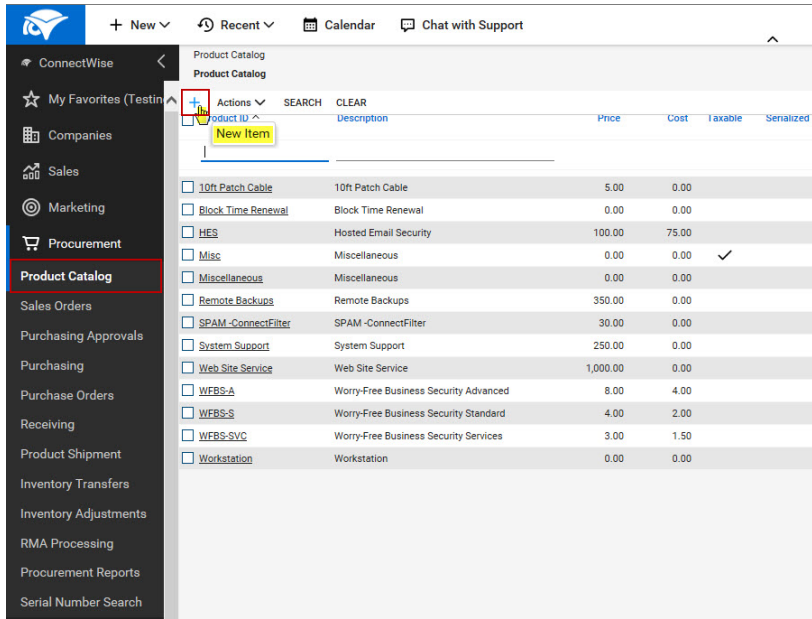 + New Recent Calendar Chat with Support
ConnectWise
My Favorites (Testin
Companies
Sales
Marketing
Procurement
Product Catalog
Sales Orders
Purchasing Approvals
Purchasing
Purchase Orders
Receiving
Product Shipment
Inventory Transfers
Inventory Adjustments
RMA Processing
Procurement Reports
Serial Number Search
Product Catalog
Product Catalog
+ Actions SEARCH CLEAR
Product ID ^ Description Price Cost Taxable Serialized
New Item
10ft Patch Cable 10ft Patch Cable 5.00 0.00
Block Time Renewal Block Time Renewal 0.00 0.00
HES Hosted Email Security 100.00 75.00
Misc Miscellaneous 0.00 0.00 ✓
Miscellaneous Miscellaneous 0.00 0.00
Remote Backups Remote Backups 350.00 0.00
SPAM -ConnectFilter SPAM -ConnectFilter 30.00 0.00
System Support System Support 250.00 0.00
Web Site Service Web Site Service 1,000.00 0.00
WFBS-A Worry-Free Business Security Advanced 8.00 4.00
WFBS-S Worry-Free Business Security Standard 4.00 2.00
WFBS-SVC Worry-Free Business Security Services 3.00 1.50
Workstation Workstation 0.00 0.00